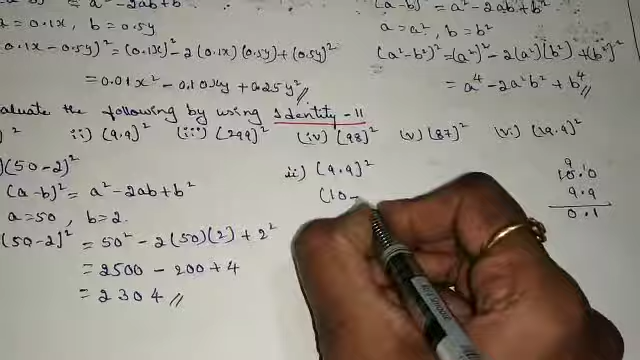 = a² - 2ab + b²
(a-b)² = a² - 2ab + b²
a = 0.1x, b = 0.5y
a = a², b = b²
(0.1x - 0.5y)² = (0.1x)² - 2(0.1x)(0.5y) + (0.5y)²
(a² - b²)² = (a²)² - 2(a²)(b²) + (b²)²
= 0.01x² - 0.10xy + 0.25y² //
= a⁴ - 2a²b² + b⁴ //
aluate the following by using Identity - II
)² ii) (9.9)² (iii) (299)² (iv) (98)² (v) (87)² (vi) (19.9)²
)(50-2)²
(a-b)² = a² - 2ab + b²
a = 50, b = 2.
(50-2)² = 50² - 2(50)(2) + 2²
= 2500 - 200 + 4
= 2304 //
ii) (9.9)²
(10 -
9
10.0
9.9
0.1